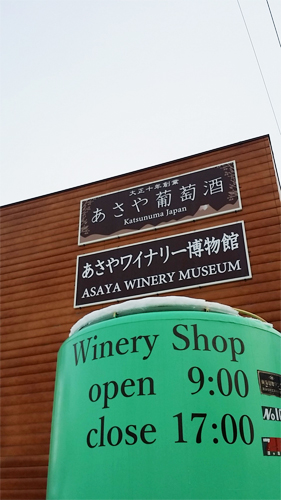 大正十年創業
あさや葡萄酒
Katsunuma Japan
あさやワイナリー博物館
ASAYA WINERY MUSEUM
Winery Shop
open 9:00
close 17:00